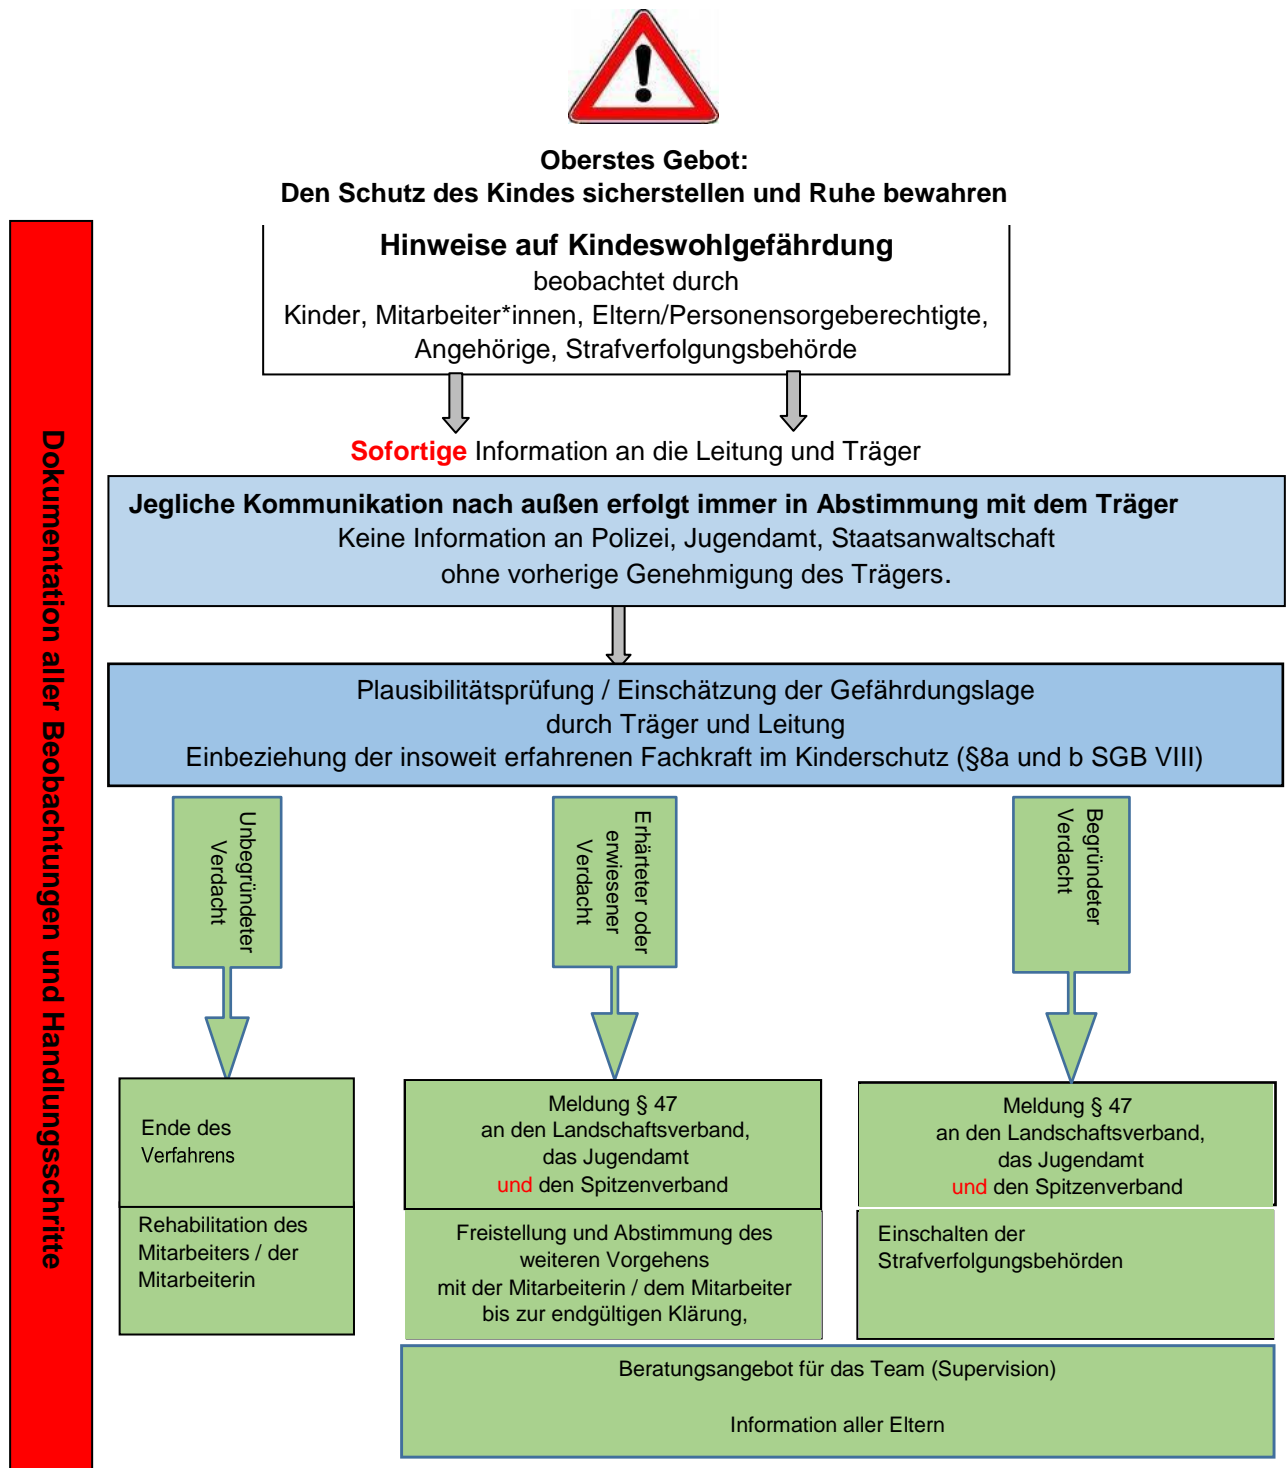 Oberstes Gebot:
Den Schutz des Kindes sicherstellen und Ruhe bewahren
Hinweise auf Kindeswohlgefährdung
beobachtet durch
Kinder, Mitarbeiter*innen, Eltern/Personensorgeberechtigte,
Angehörige, Strafverfolgungsbehörde
Sofortige Information an die Leitung und Träger
Dokumentation aller Beobachtungen und Handlungsschritte
Jegliche Kommunikation nach außen erfolgt immer in Abstimmung mit dem Träger
Keine Information an Polizei, Jugendamt, Staatsanwaltschaft
ohne vorherige Genehmigung des Trägers.
Plausibilitätsprüfung / Einschätzung der Gefährdungslage
durch Träger und Leitung
Einbeziehung der insoweit erfahrenen Fachkraft im Kinderschutz (§8a und b SGB VIII)
Unbegründeter
Verdacht
Erhärteter oder
erwiesener
Verdacht
Begründeter
Verdacht
Ende des
Verfahrens
Rehabilitation des
Mitarbeiters / der
Mitarbeiterin
Meldung § 47
an den Landschaftsverband,
das Jugendamt
und den Spitzenverband
Freistellung und Abstimmung des
weiteren Vorgehens
mit der Mitarbeiterin / dem Mitarbeiter
bis zur endgültigen Klärung,
Meldung § 47
an den Landschaftsverband,
das Jugendamt
und den Spitzenverband
Einschalten der
Strafverfolgungsbehörden
Beratungsangebot für das Team (Supervision)
Information aller Eltern